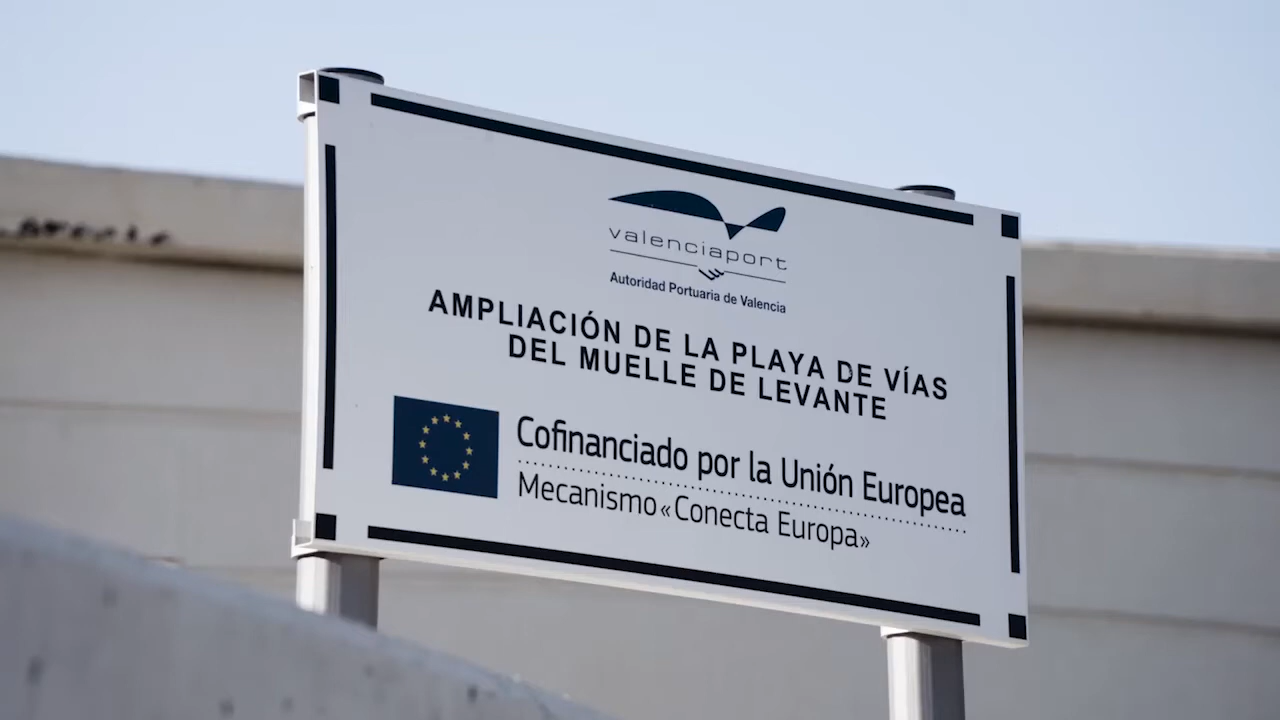 valenciaport
Autoridad Portuaria de Valencia
AMPLIACIÓN DE LA PLAYA DE VÍAS
DEL MUELLE DE LEVANTE
Cofinanciado por la Unión Europea
Mecanismo «Conecta Europa»